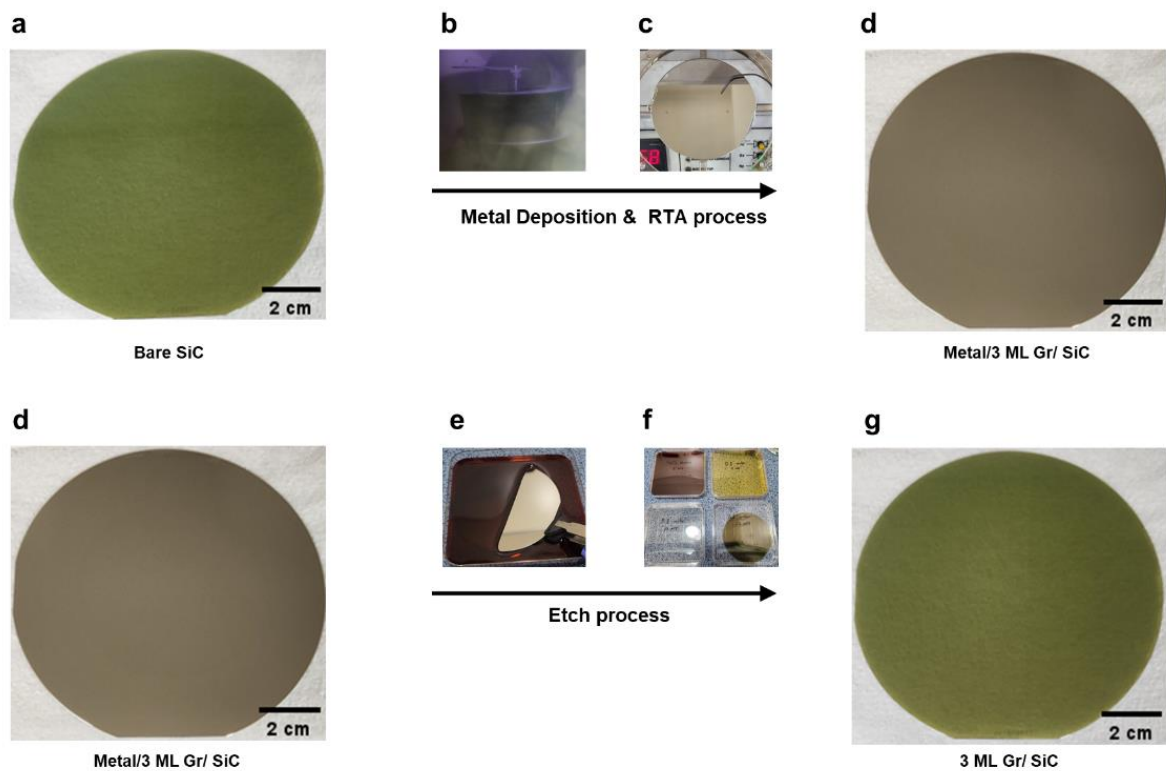 a
b
c
d
2 cm
2 cm
Metal Deposition & RTA process
Bare SiC
Metal/3 ML Gr/ SiC
d
e
f
g
2 cm
2 cm
Etch process
Metal/3 ML Gr/ SiC
3 ML Gr/ SiC